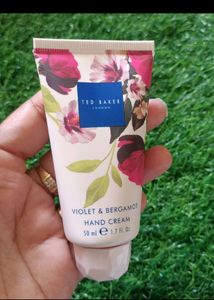 TED BAKER
LONDON
VIOLET & BERGAMOT
HAND CREAM
50 ml ℮ 1.7 Fl. Oz